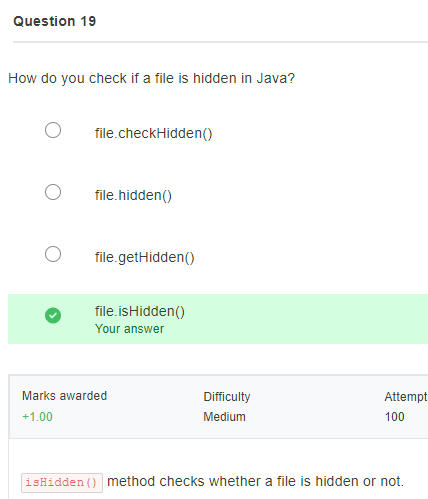 Question 19
How do you check if a file is hidden in Java?
file.checkHidden()
file.hidden()
file.getHidden()
file.isHidden()
Your answer
Marks awarded Difficulty Attempt
+1.00 Medium 100
isHidden() method checks whether a file is hidden or not.